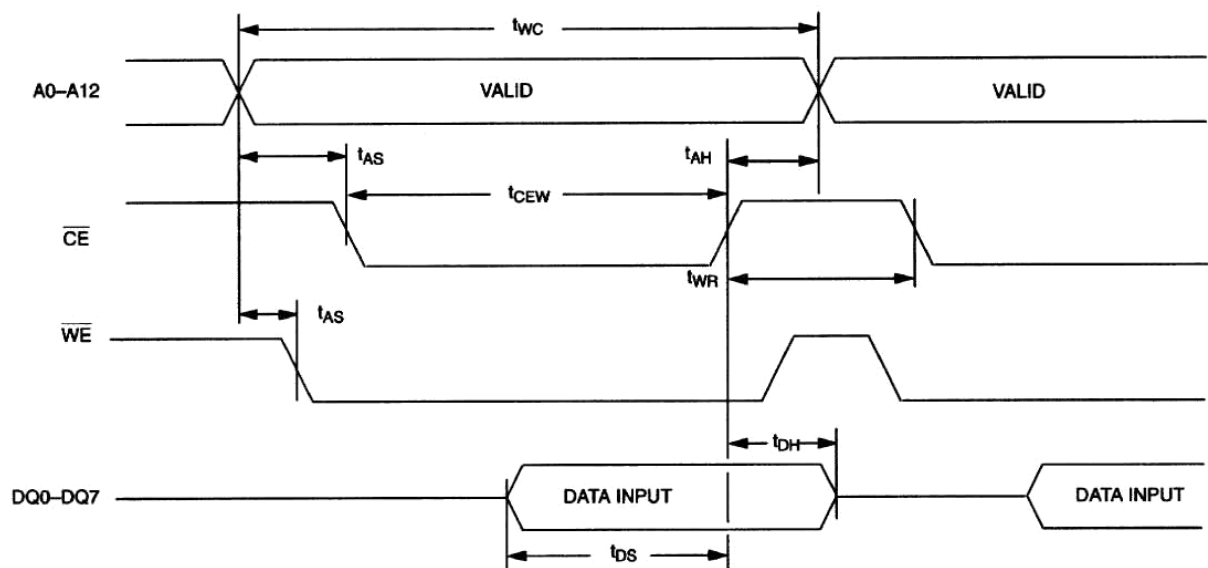 tWC
A0–A12
VALID
VALID
tAS
tAH
tCEW
CE
tWR
tAS
WE
tDH
DQ0–DQ7
DATA INPUT
DATA INPUT
tDS